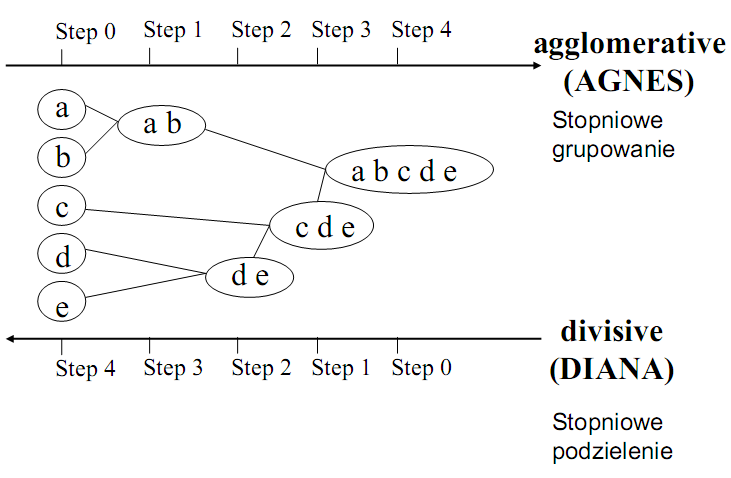 Step 0 Step 1 Step 2 Step 3 Step 4
agglomerative
(AGNES)
Stopniowe
grupowanie
a
a b
b
a b c d e
c
c d e
d
d e
e
divisive
(DIANA)
Step 4 Step 3 Step 2 Step 1 Step 0
Stopniowe
podzielenie